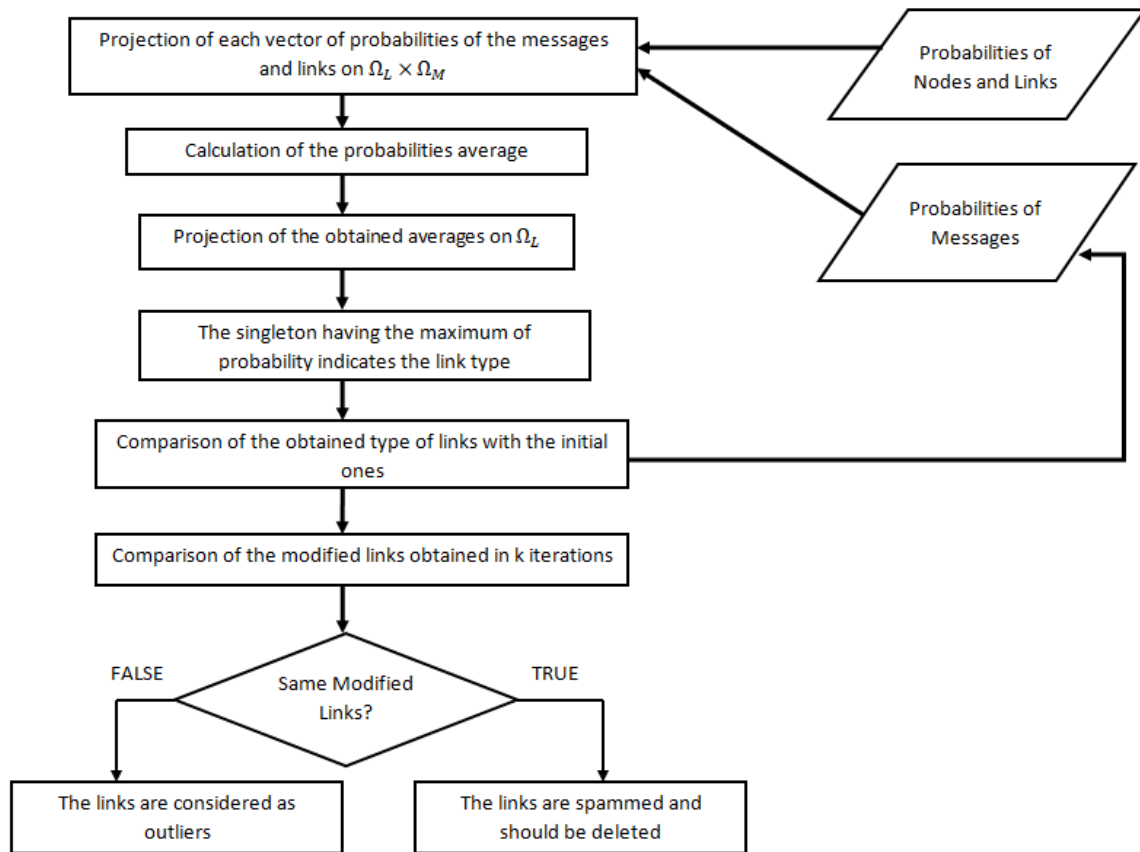 Projection of each vector of probabilities of the messages
and links on Ω_L × Ω_M
Probabilities of
Nodes and Links
Calculation of the probabilities average
Probabilities of
Messages
Projection of the obtained averages on Ω_L
The singleton having the maximum of
probability indicates the link type
Comparison of the obtained type of links with the initial
ones
Comparison of the modified links obtained in k iterations
FALSE
Same Modified
Links?
TRUE
The links are considered as
outliers
The links are spammed and
should be deleted